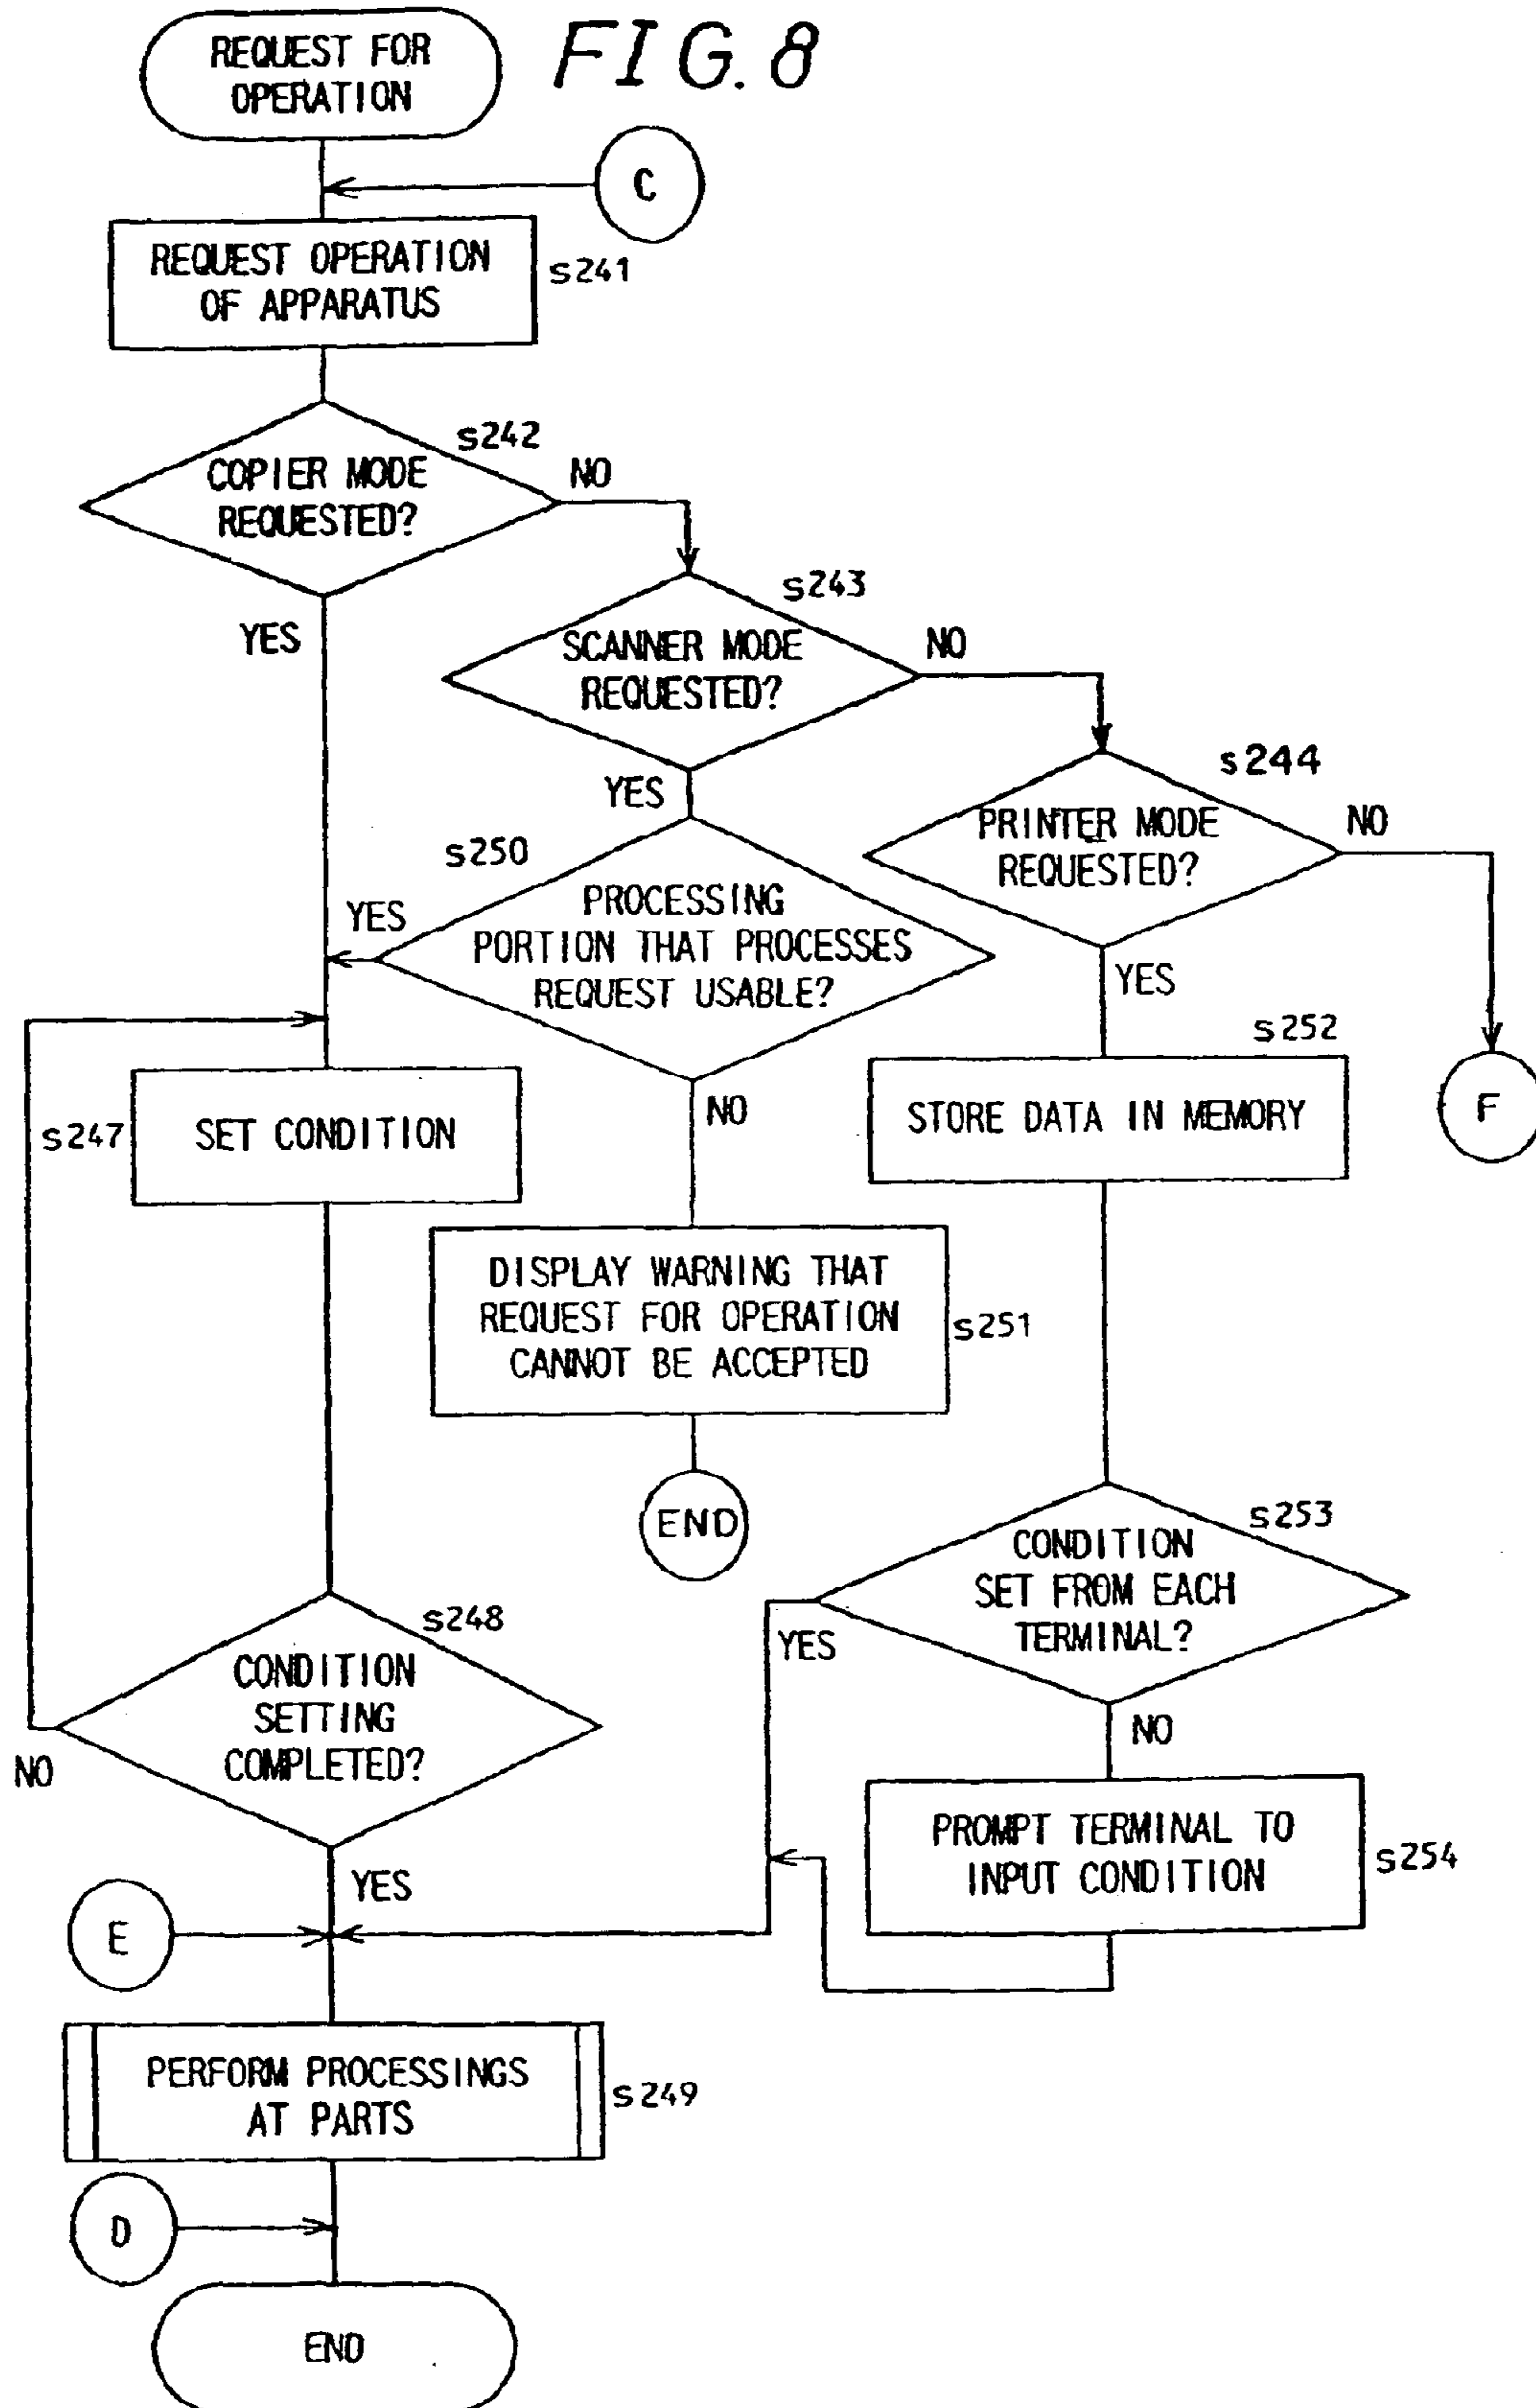 FIG. 8
REQUEST FOR
OPERATION
C
REQUEST OPERATION
OF APPARATUS
s241
s242
COPIER MODE
REQUESTED?
NO
YES
s243
SCANNER MODE
REQUESTED?
NO
YES
s244
PRINTER MODE
REQUESTED?
NO
YES
s250
PROCESSING
PORTION THAT PROCESSES
REQUEST USABLE?
YES
NO
s252
STORE DATA IN MEMORY
F
s247
SET CONDITION
DISPLAY WARNING THAT
REQUEST FOR OPERATION
CANNOT BE ACCEPTED
s251
END
s253
CONDITION
SET FROM EACH
TERMINAL?
YES
NO
s248
CONDITION
SETTING
COMPLETED?
NO
YES
PROMPT TERMINAL TO
INPUT CONDITION
s254
E
PERFORM PROCESSINGS
AT PARTS
s249
D
END